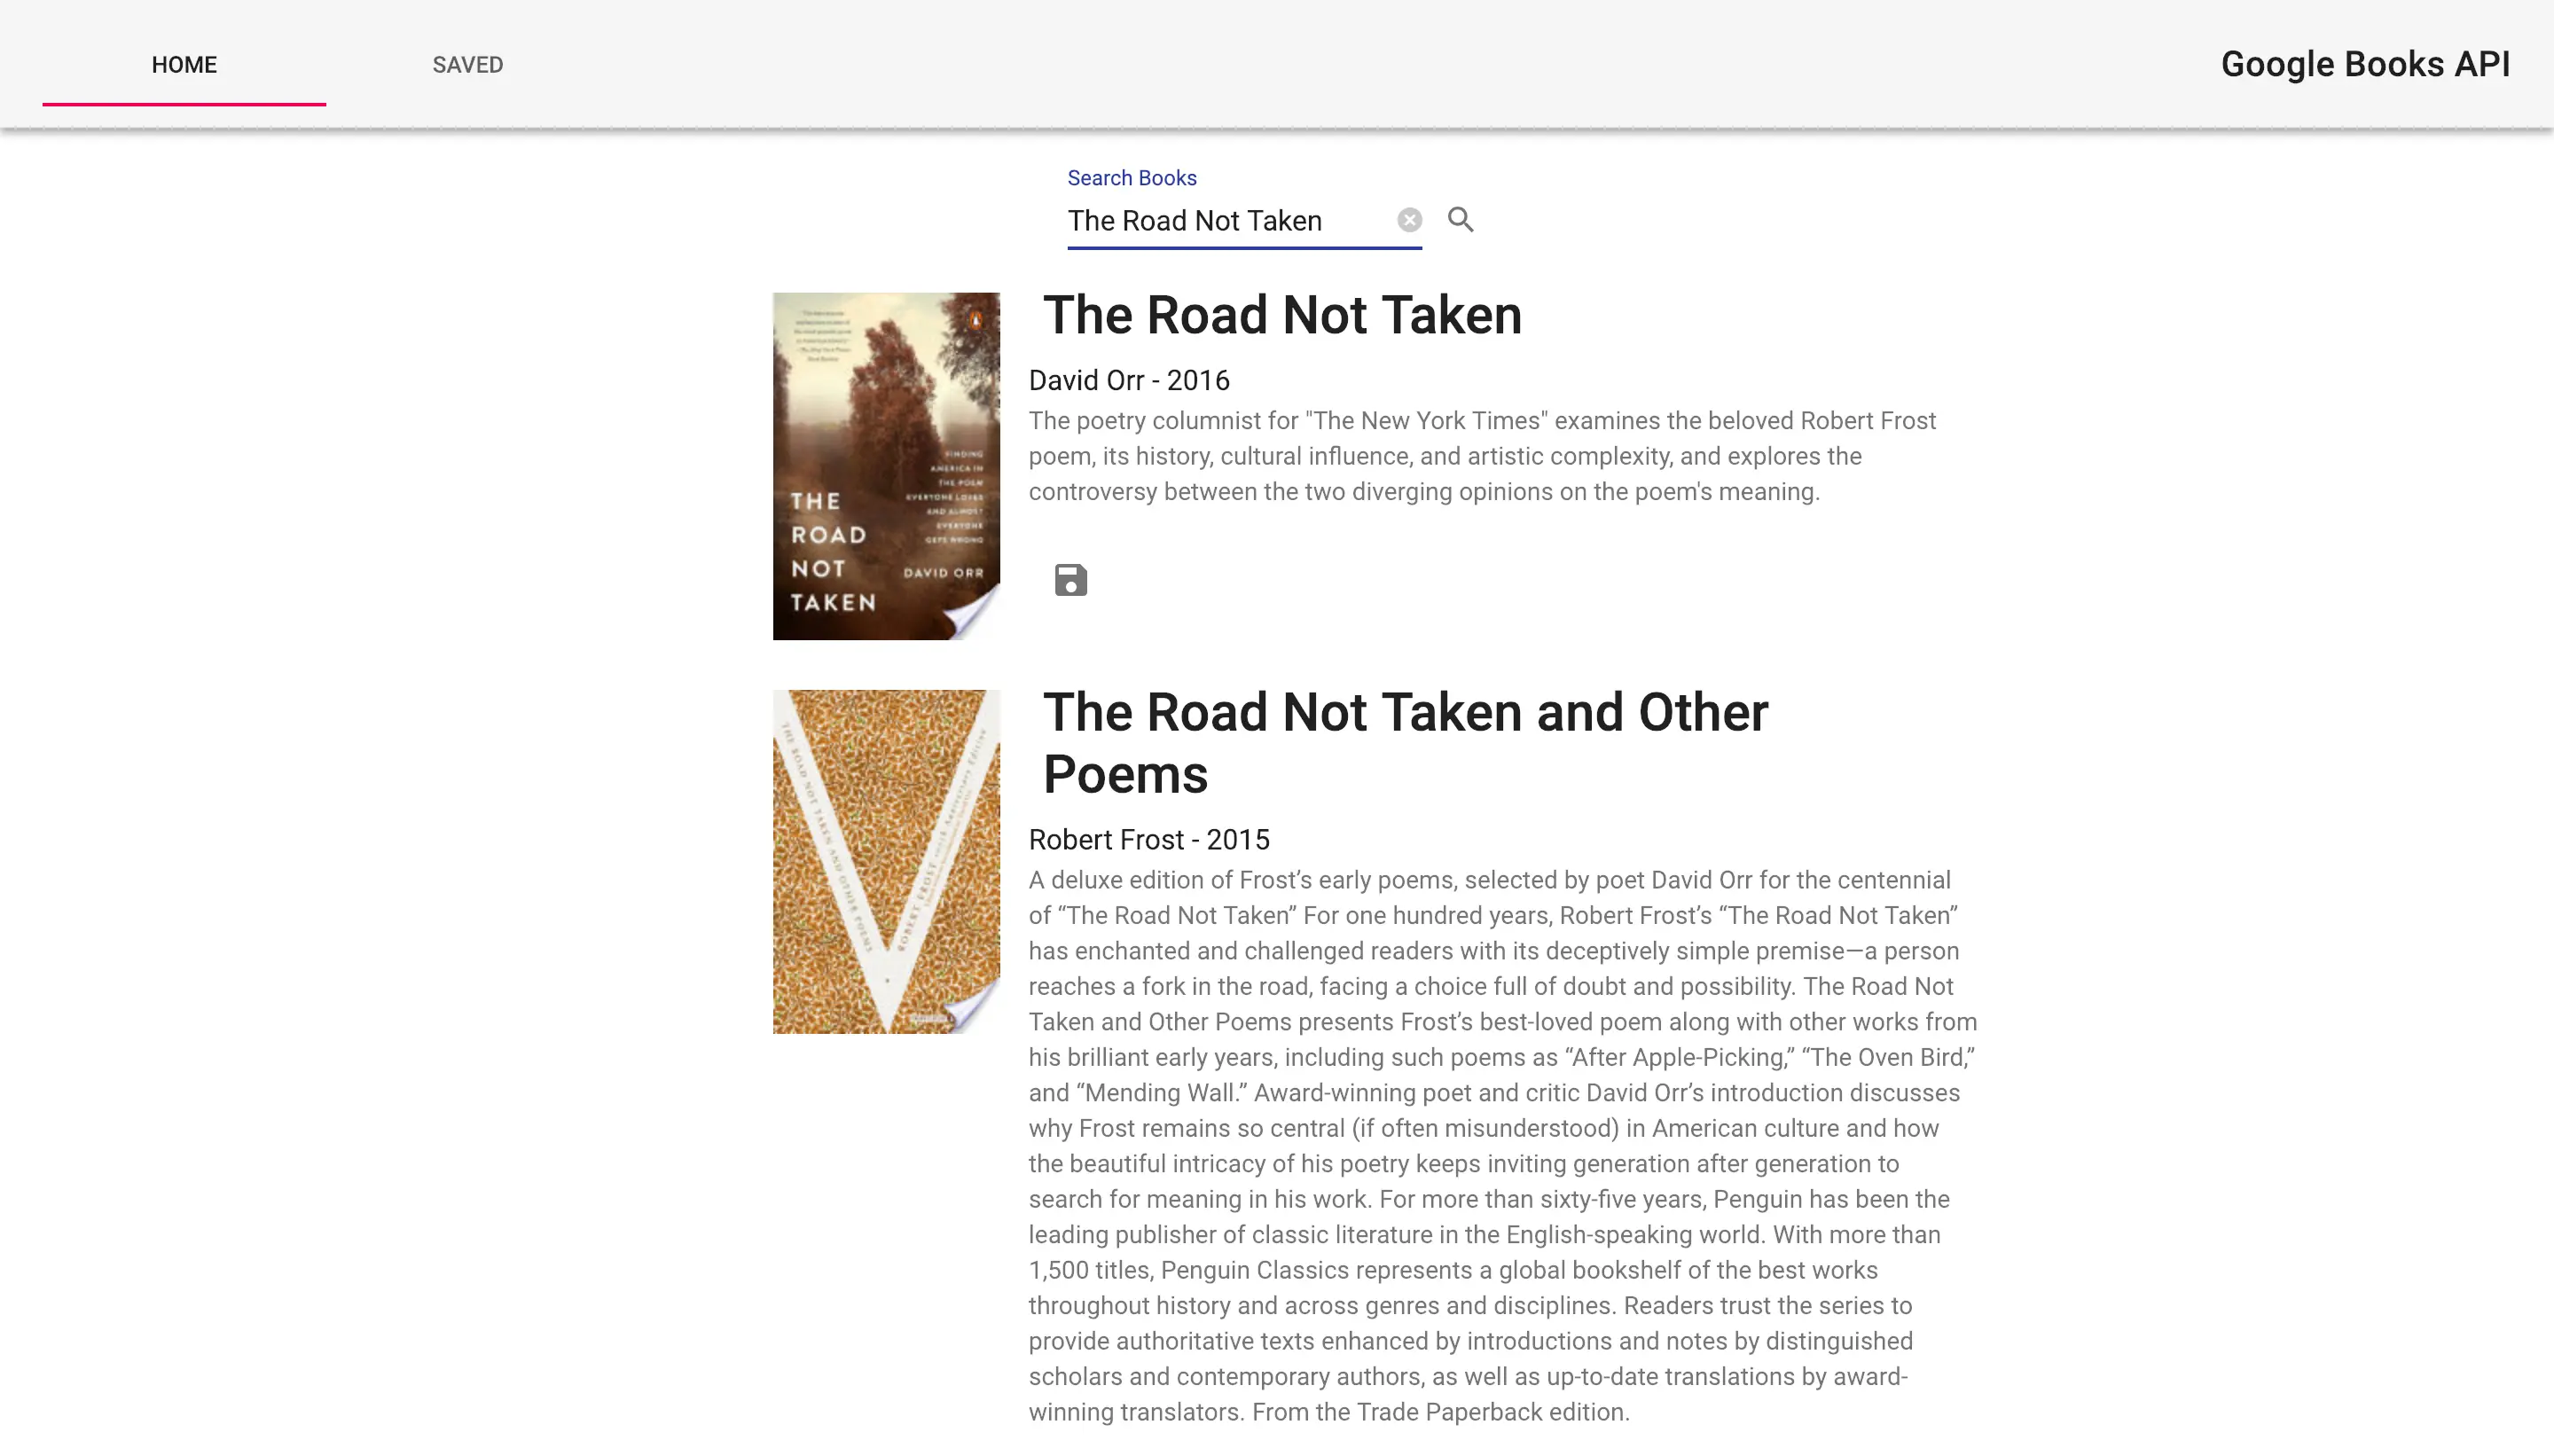 HOME
SAVED
Google Books API
Search Books
The Road Not Taken
The Road Not Taken
David Orr - 2016
The poetry columnist for "The New York Times" examines the beloved Robert Frost
poem, its history, cultural influence, and artistic complexity, and explores the
controversy between the two diverging opinions on the poem's meaning.
FINDING
AMERICA IN
THE POEM
EVERYONE LOVES
AND ALMOST
EVERYONE
GETS WRONG
THE
ROAD
NOT
TAKEN
DAVID ORR
The Road Not Taken and Other
Poems
Robert Frost - 2015
A deluxe edition of Frost’s early poems, selected by poet David Orr for the centennial
of “The Road Not Taken” For one hundred years, Robert Frost’s “The Road Not Taken”
has enchanted and challenged readers with its deceptively simple premise—a person
reaches a fork in the road, facing a choice full of doubt and possibility. The Road Not
Taken and Other Poems presents Frost’s best-loved poem along with other works from
his brilliant early years, including such poems as “After Apple-Picking,” “The Oven Bird,”
and “Mending Wall.” Award-winning poet and critic David Orr’s introduction discusses
why Frost remains so central (if often misunderstood) in American culture and how
the beautiful intricacy of his poetry keeps inviting generation after generation to
search for meaning in his work. For more than sixty-five years, Penguin has been the
leading publisher of classic literature in the English-speaking world. With more than
1,500 titles, Penguin Classics represents a global bookshelf of the best works
throughout history and across genres and disciplines. Readers trust the series to
provide authoritative texts enhanced by introductions and notes by distinguished
scholars and contemporary authors, as well as up-to-date translations by award-
winning translators. From the Trade Paperback edition.
THE ROAD NOT TAKEN AND OTHER POEMS
ROBERT FROST